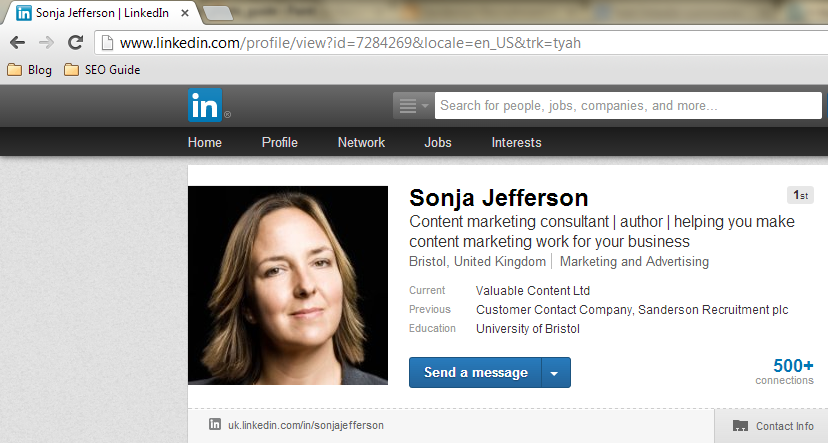 Sonja Jefferson | LinkedIn
www.linkedin.com/profile/view?id=7284269&locale=en_US&trk=tyah
Blog SEO Guide
in ®
Search for people, jobs, companies, and more...
Home Profile Network Jobs Interests
Sonja Jefferson 1st
Content marketing consultant | author | helping you make
content marketing work for your business
Bristol, United Kingdom | Marketing and Advertising
Current Valuable Content Ltd
Previous Customer Contact Company, Sanderson Recruitment plc
Education University of Bristol
Send a message 500+
connections
uk.linkedin.com/in/sonjajefferson Contact Info